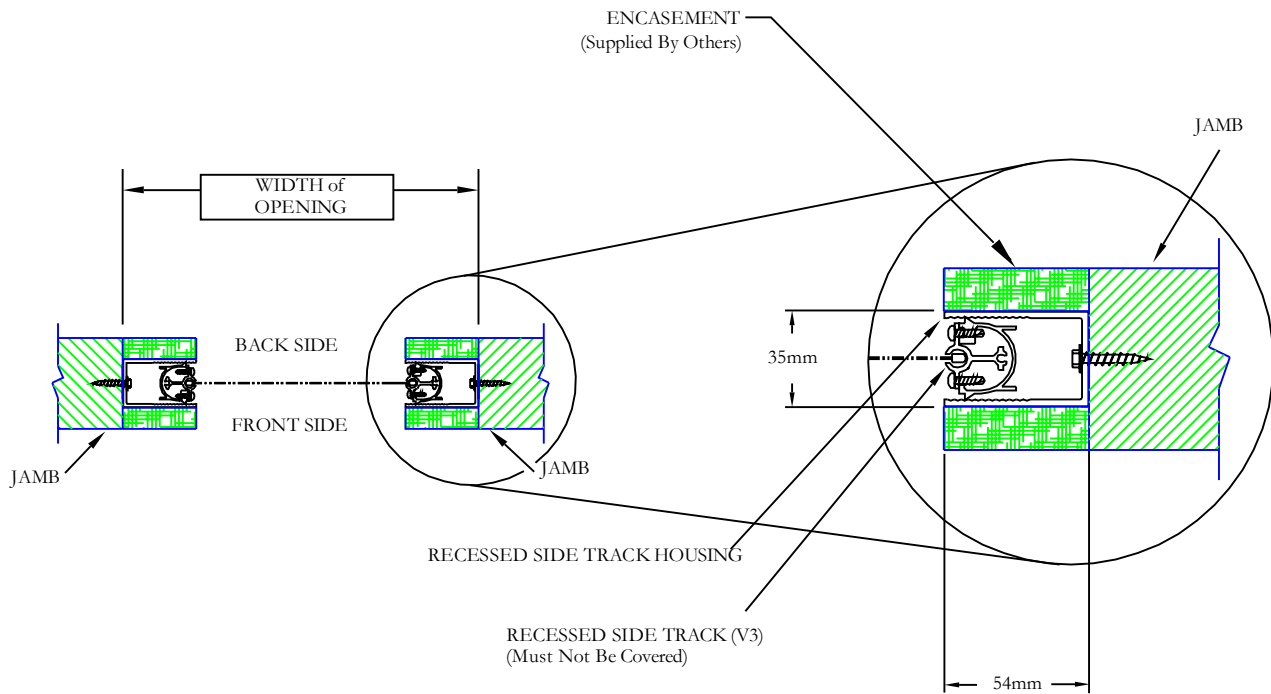 ENCASEMENT
(Supplied By Others)
JAMB
WIDTH of
OPENING
BACK SIDE
35mm
FRONT SIDE
JAMB
JAMB
RECESSED SIDE TRACK HOUSING
RECESSED SIDE TRACK (V3)
(Must Not Be Covered)
54mm